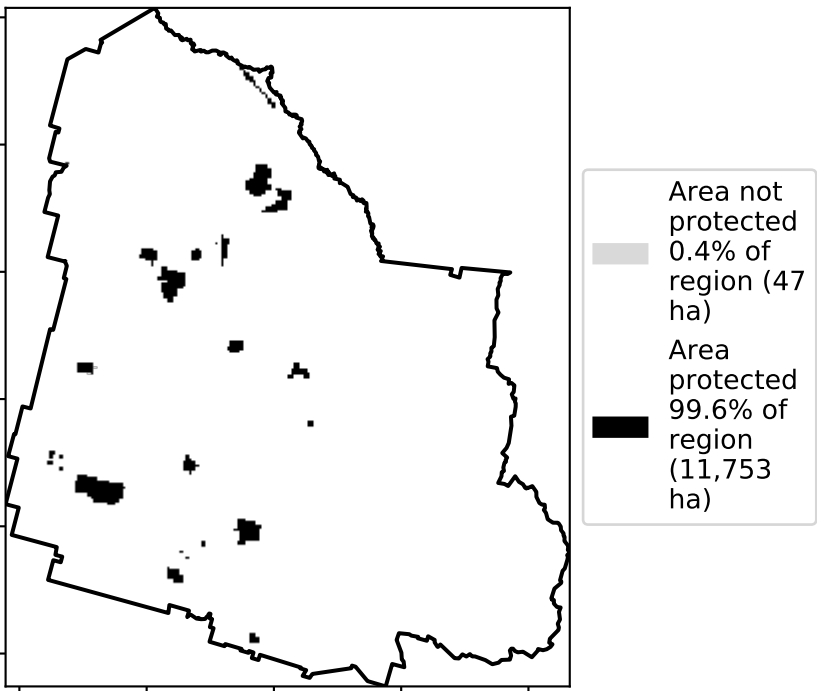 Area not
protected
0.4% of
region (47
ha)
Area
protected
99.6% of
region
(11,753
ha)